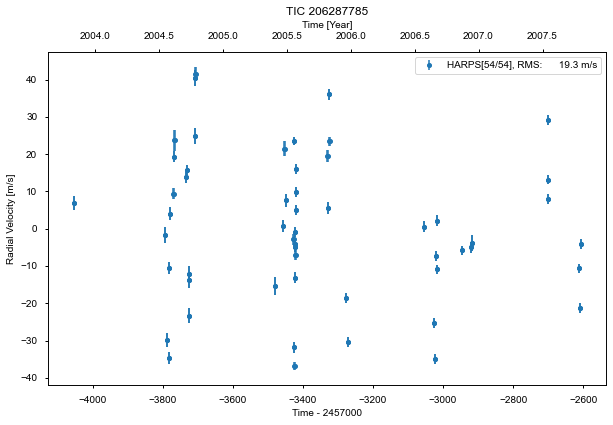 TIC 206287785
Time [Year]
2004.0 2004.5 2005.0 2005.5 2006.0 2006.5 2007.0 2007.5
HARPS[54/54], RMS: 19.3 m/s
Radial Velocity [m/s]
40
30
20
10
0
−10
−20
−30
−40
−4000 −3800 −3600 −3400 −3200 −3000 −2800 −2600
Time - 2457000